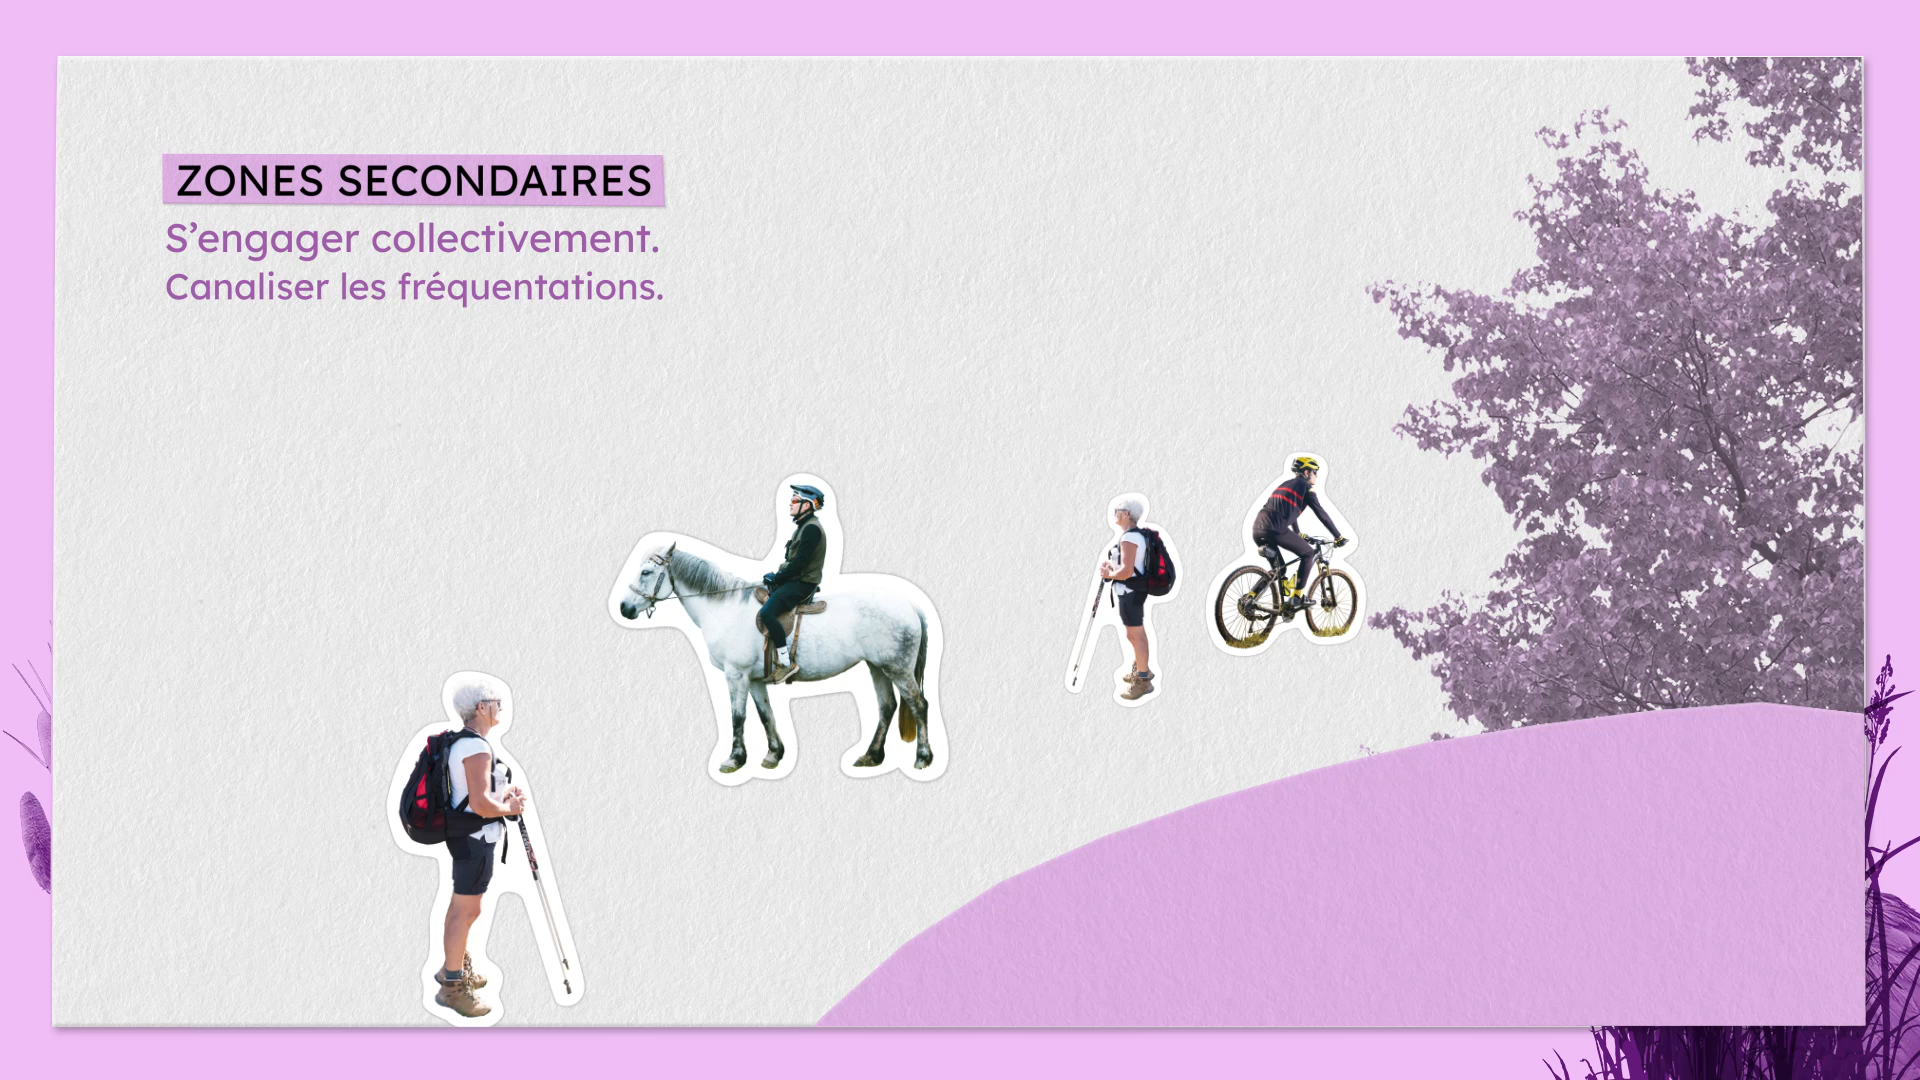 ZONES SECONDAIRES
S’engager collectivement.
Canaliser les fréquentations.